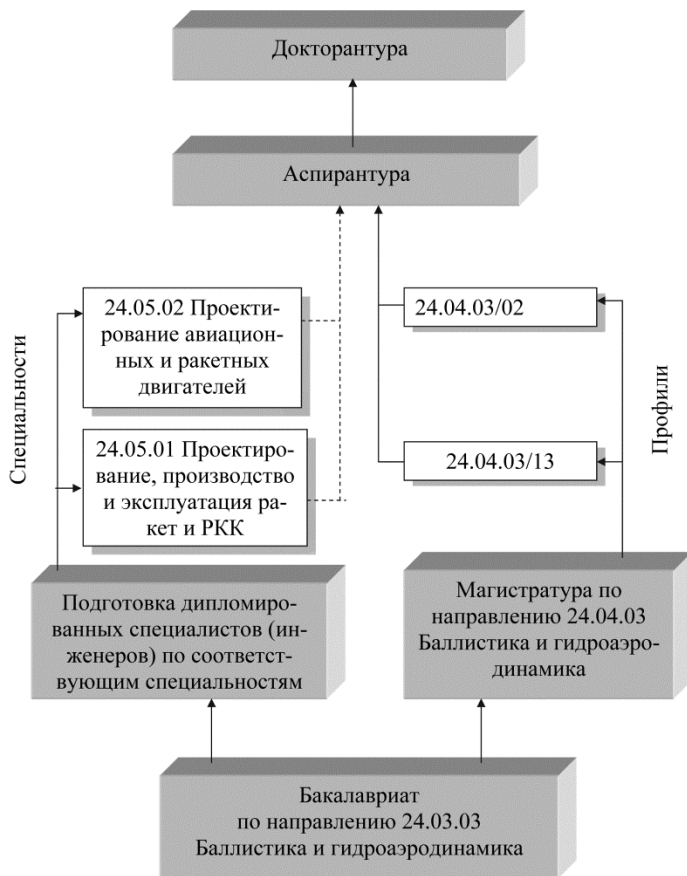 Докторантура
Аспирантура
24.05.02 Проекти-
рование авиацион-
ных и ракетных
двигателей
24.04.03/02
Специальности
Профили
24.05.01 Проектиро-
вание, производство
и эксплуатация ра-
кет и РКК
24.04.03/13
Подготовка дипломиро-
ванных специалистов (ин-
женеров) по соответст-
вующим специальностям
Магистратура по
направлению 24.04.03
Баллистика и гидроаэро-
динамика
Бакалавриат
по направлению 24.03.03
Баллистика и гидроаэродинамика